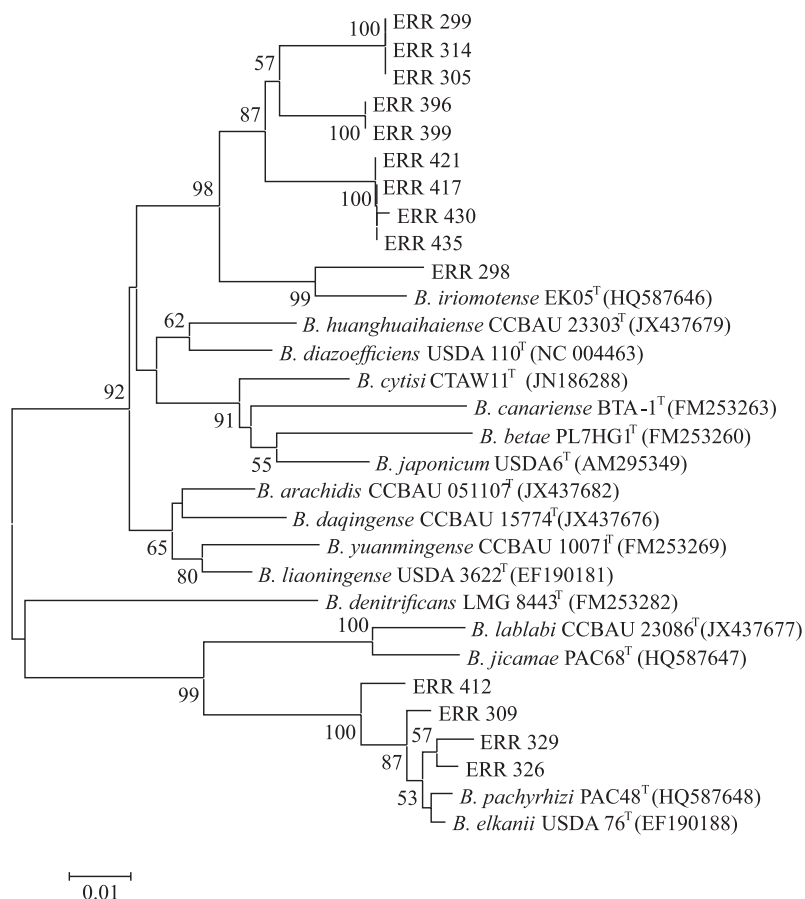 100
ERR 299
ERR 314
57
ERR 305
87
ERR 396
100
ERR 399
ERR 421
98
100
ERR 417
ERR 430
ERR 435
ERR 298
99
B. iriomotense EK05T (HQ587646)
62
B. huanghuaihaiense CCBAU 23303T (JX437679)
B. diazoefficiens USDA 110T (NC 004463)
92
B. cytisi CTAW11T (JN186288)
91
B. canariense BTA-1T (FM253263)
B. betae PL7HG1T (FM253260)
55
B. japonicum USDA6T (AM295349)
B. arachidis CCBAU 051107T (JX437682)
B. daqingense CCBAU 15774T (JX437676)
65
B. yuanmingense CCBAU 10071T (FM253269)
80
B. liaoningense USDA 3622T (EF190181)
B. denitrificans LMG 8443T (FM253282)
100
B. lablabi CCBAU 23086T (JX437677)
B. jicamae PAC68T (HQ587647)
99
ERR 412
100
ERR 309
57
ERR 329
87
ERR 326
53
B. pachyrhizi PAC48T (HQ587648)
B. elkanii USDA 76T (EF190188)
0.01